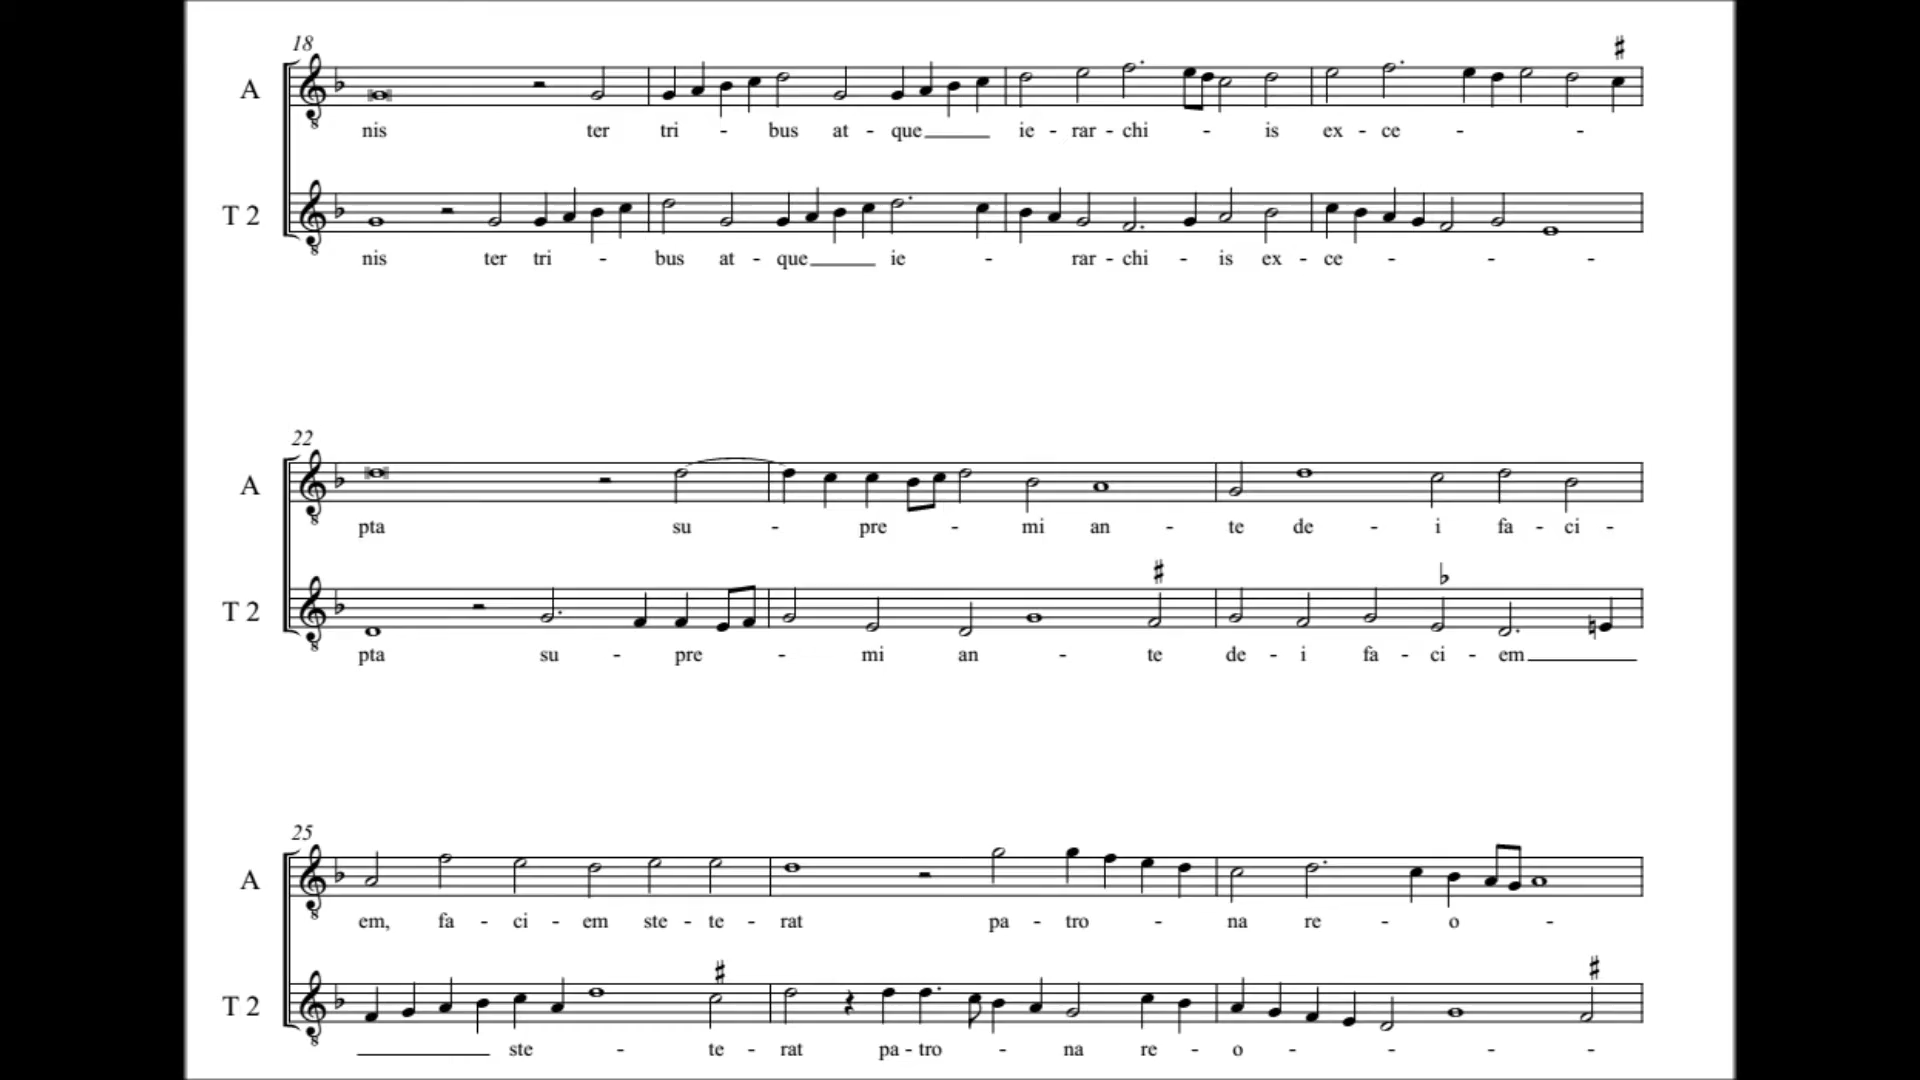 18
A
nis ter tri - bus at - que ie - rar - chi - is ex - ce - -
T 2
nis ter tri - bus at - que ie - rar - chi - is ex - ce - - -
22
A
pta su - pre - mi an - te de - i fa - ci -
T 2
pta su - pre - mi an - te de - i fa - ci - em
25
A
em, fa - ci - em ste - te - rat pa - tro - na re - o -
T 2
ste - te - rat pa - tro - na re - o - - - -